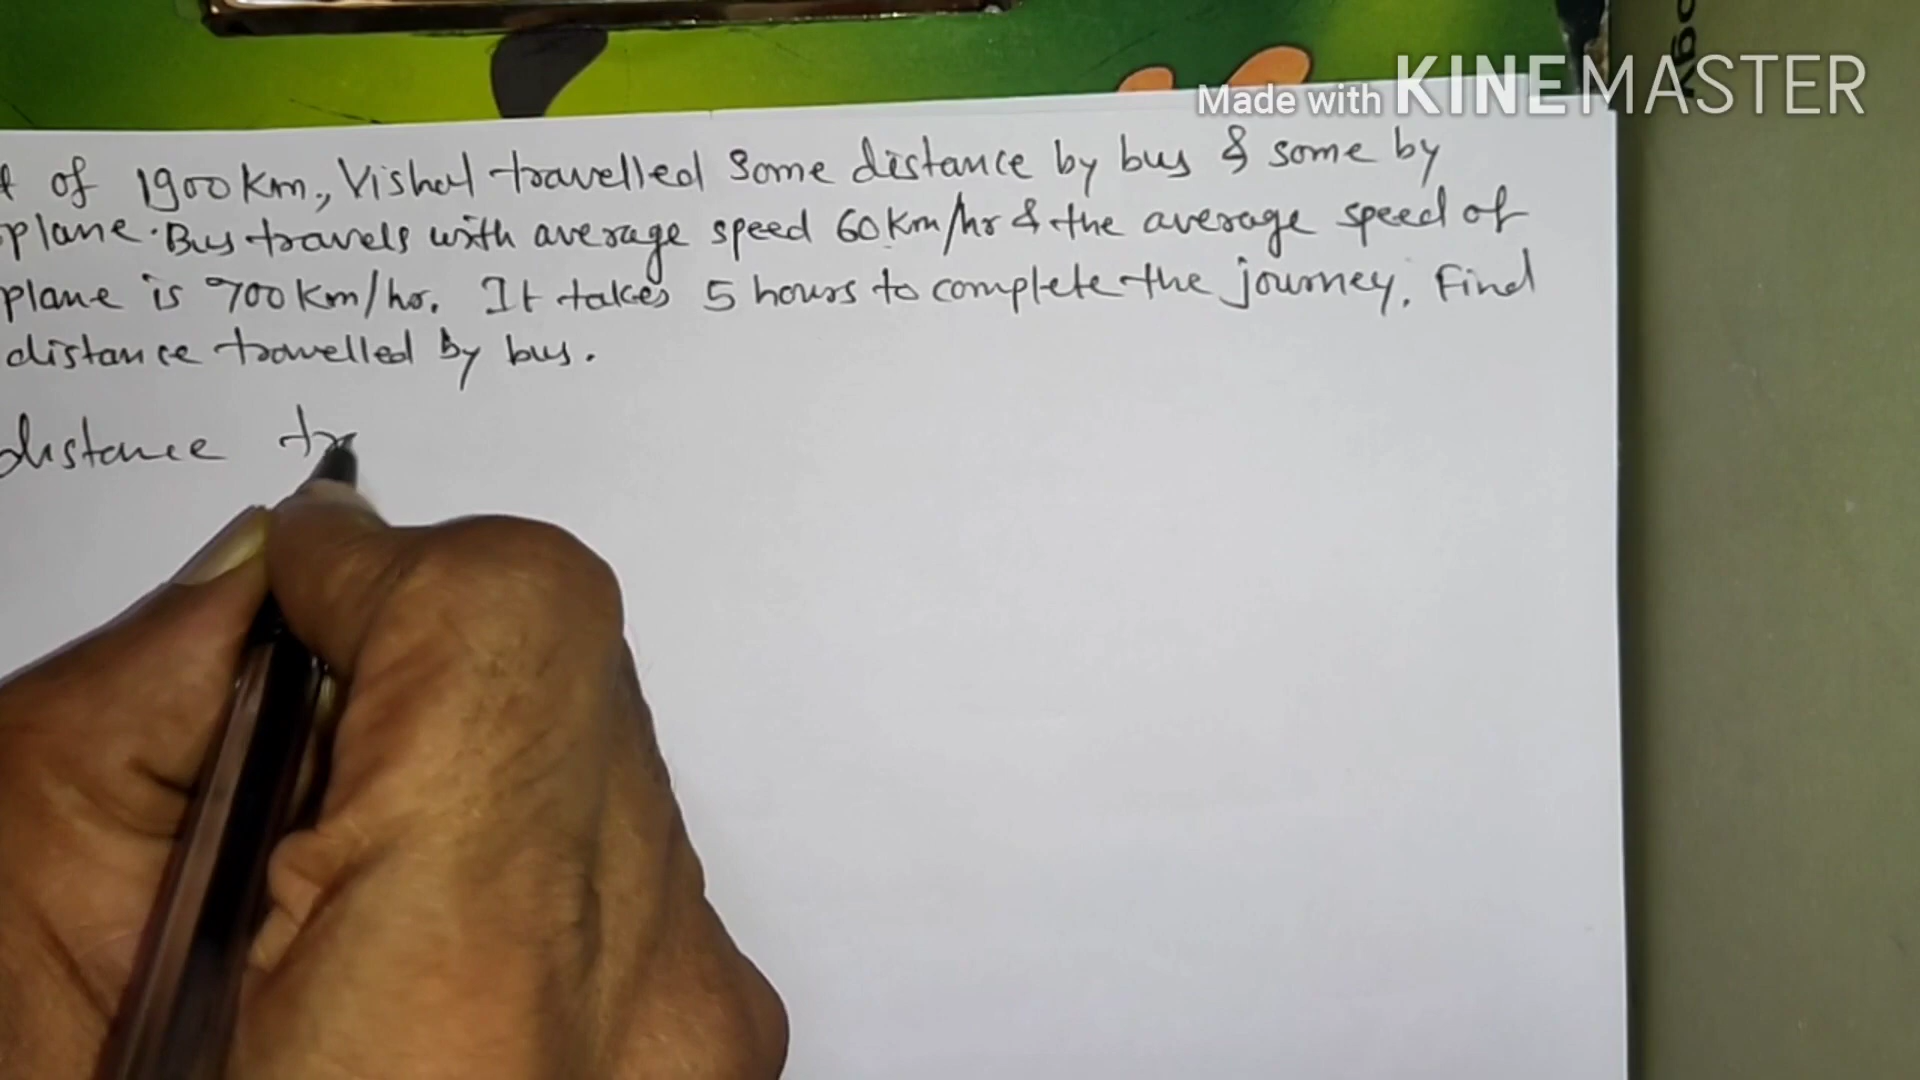 Made with KINEMASTER
of 1900 km, Vishal travelled some distance by bus & some by
plane. Bus travels with average speed 60 km/hr & the average speed of
plane is 700 km/hr. It takes 5 hours to complete the journey. Find
distance travelled by bus.
distance tr